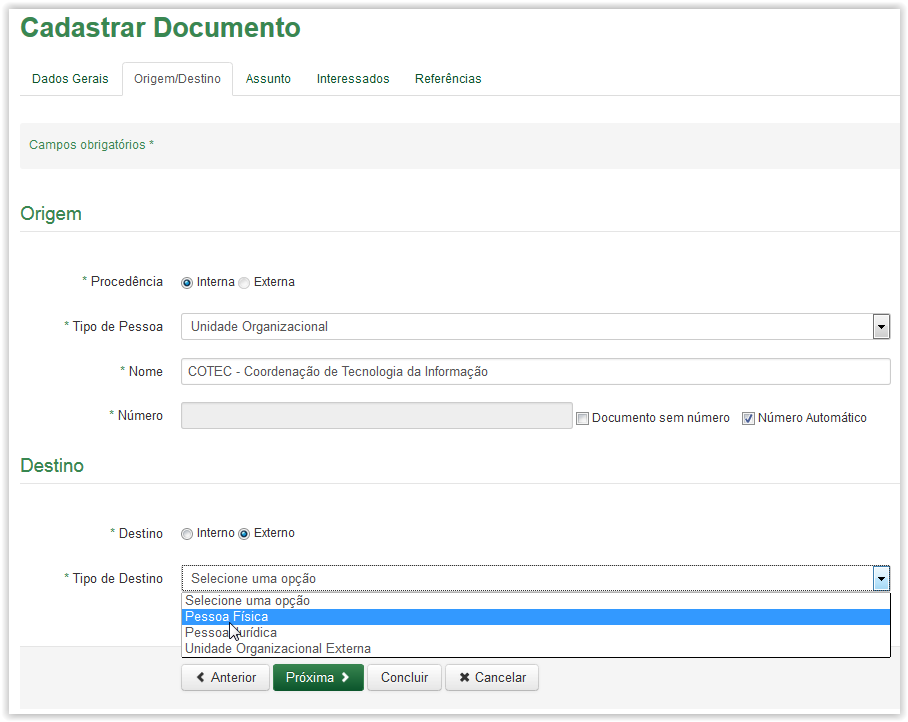 Cadastrar Documento
Dados Gerais Origem/Destino Assunto Interessados Referências
Campos obrigatórios *
Origem
* Procedência Interna Externa
* Tipo de Pessoa Unidade Organizacional
* Nome COTEC - Coordenação de Tecnologia da Informação
* Número Documento sem número Número Automático
Destino
* Destino Interno Externo
* Tipo de Destino Selecione uma opção
Selecione uma opção
Pessoa Física
Pessoa Jurídica
Unidade Organizacional Externa
Anterior Próxima Concluir Cancelar